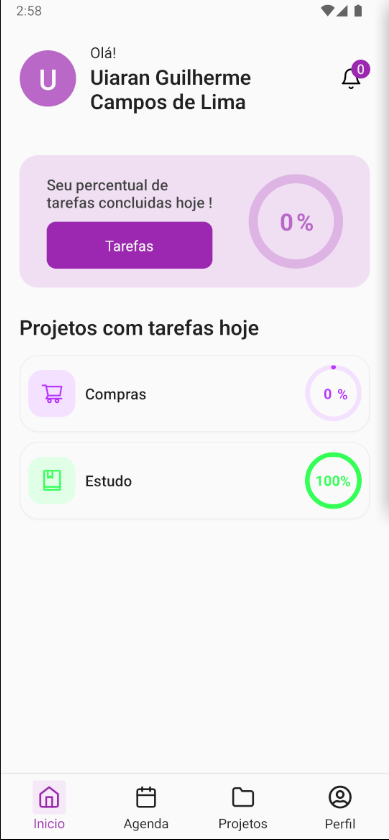 2:58
Olá!
U
Uiaran Guilherme
Campos de Lima
0
Seu percentual de
tarefas concluidas hoje !
0 %
Tarefas
Projetos com tarefas hoje
Compras
0 %
Estudo
100%
Inicio
Agenda
Projetos
Perfil